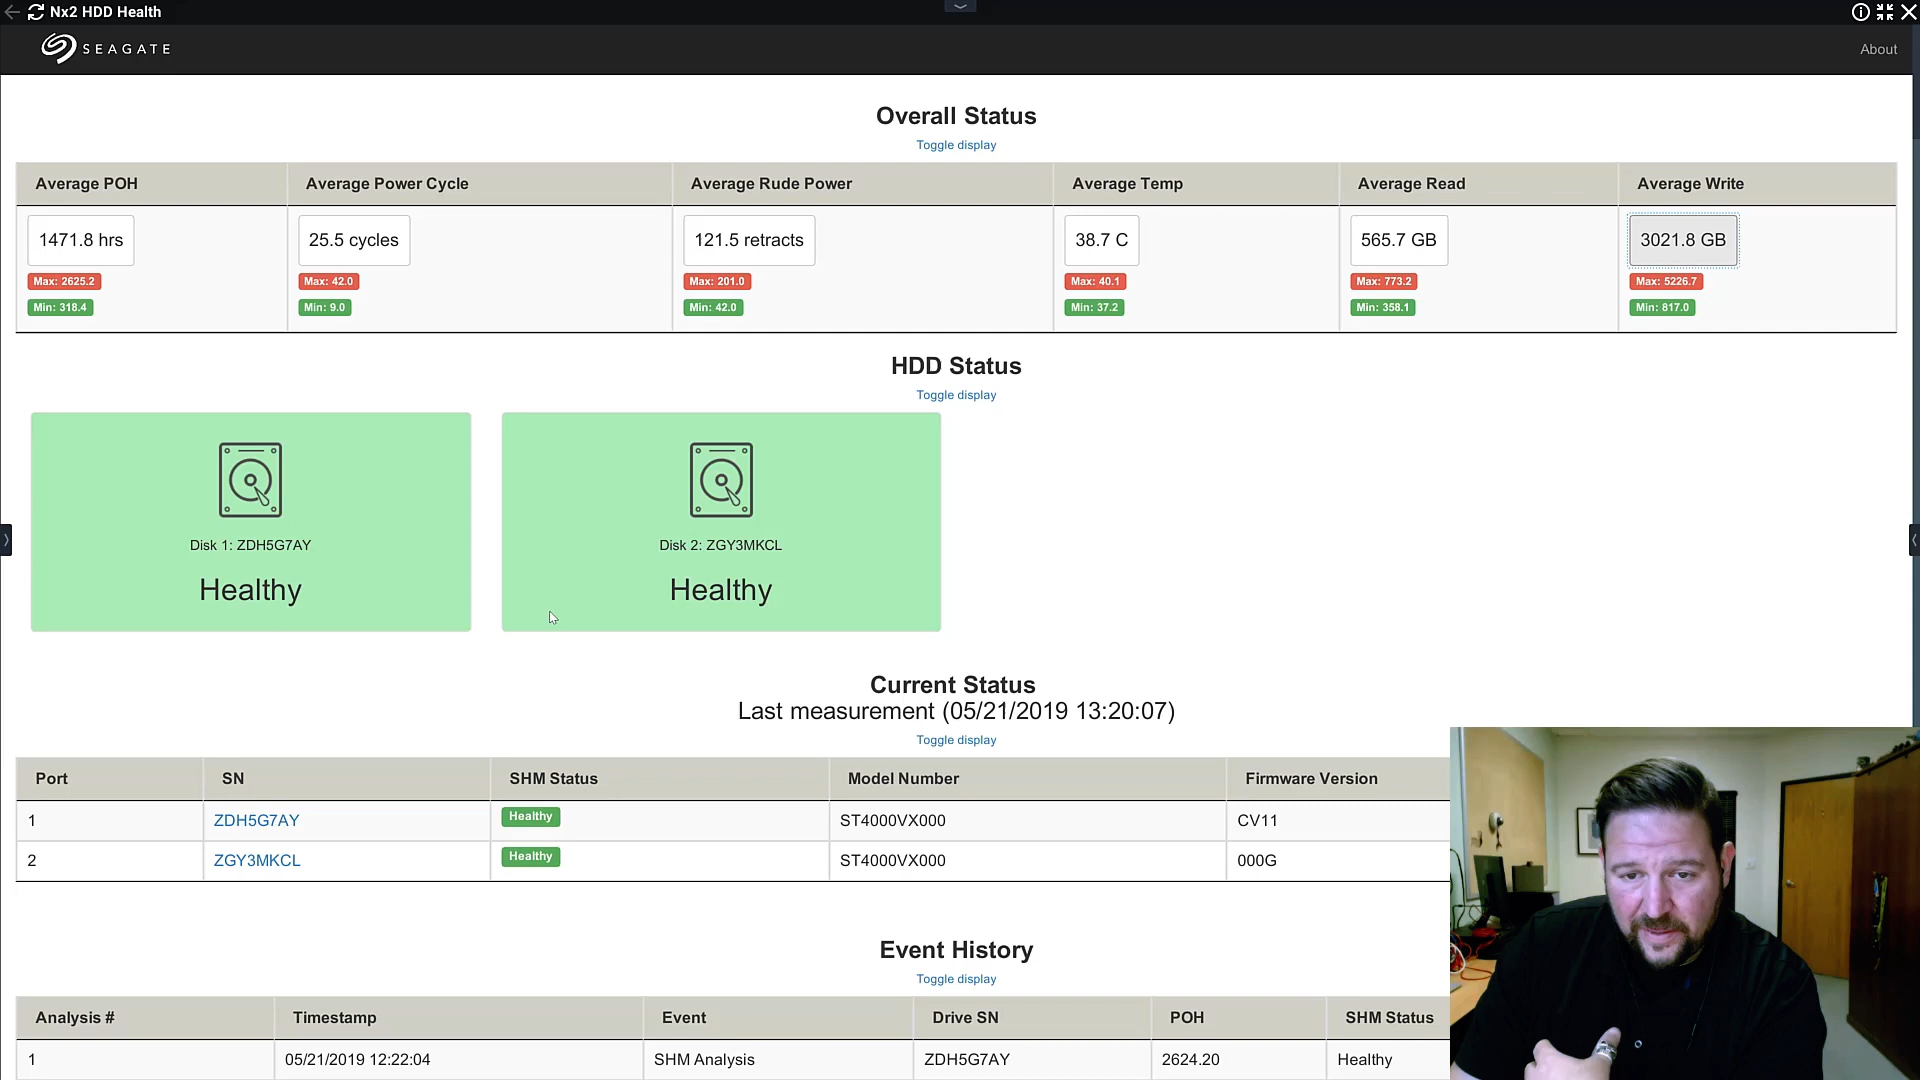 Nx2 HDD Health
SEAGATE
About
Overall Status
Toggle display
Average POH
Average Power Cycle
Average Rude Power
Average Temp
Average Read
Average Write
1471.8 hrs
25.5 cycles
121.5 retracts
38.7 C
565.7 GB
3021.8 GB
Max: 2625.2
Max: 42.0
Max: 201.0
Max: 40.1
Max: 773.2
Max: 5226.7
Min: 318.4
Min: 9.0
Min: 42.0
Min: 37.2
Min: 358.1
Min: 817.0
HDD Status
Toggle display
Disk 1: ZDH5G7AY
Healthy
Disk 2: ZGY3MKCL
Healthy
Current Status
Last measurement (05/21/2019 13:20:07)
Toggle display
Port
SN
SHM Status
Model Number
Firmware Version
1
ZDH5G7AY
Healthy
ST4000VX000
CV11
2
ZGY3MKCL
Healthy
ST4000VX000
000G
Event History
Toggle display
Analysis #
Timestamp
Event
Drive SN
POH
SHM Status
1
05/21/2019 12:22:04
SHM Analysis
ZDH5G7AY
2624.20
Healthy